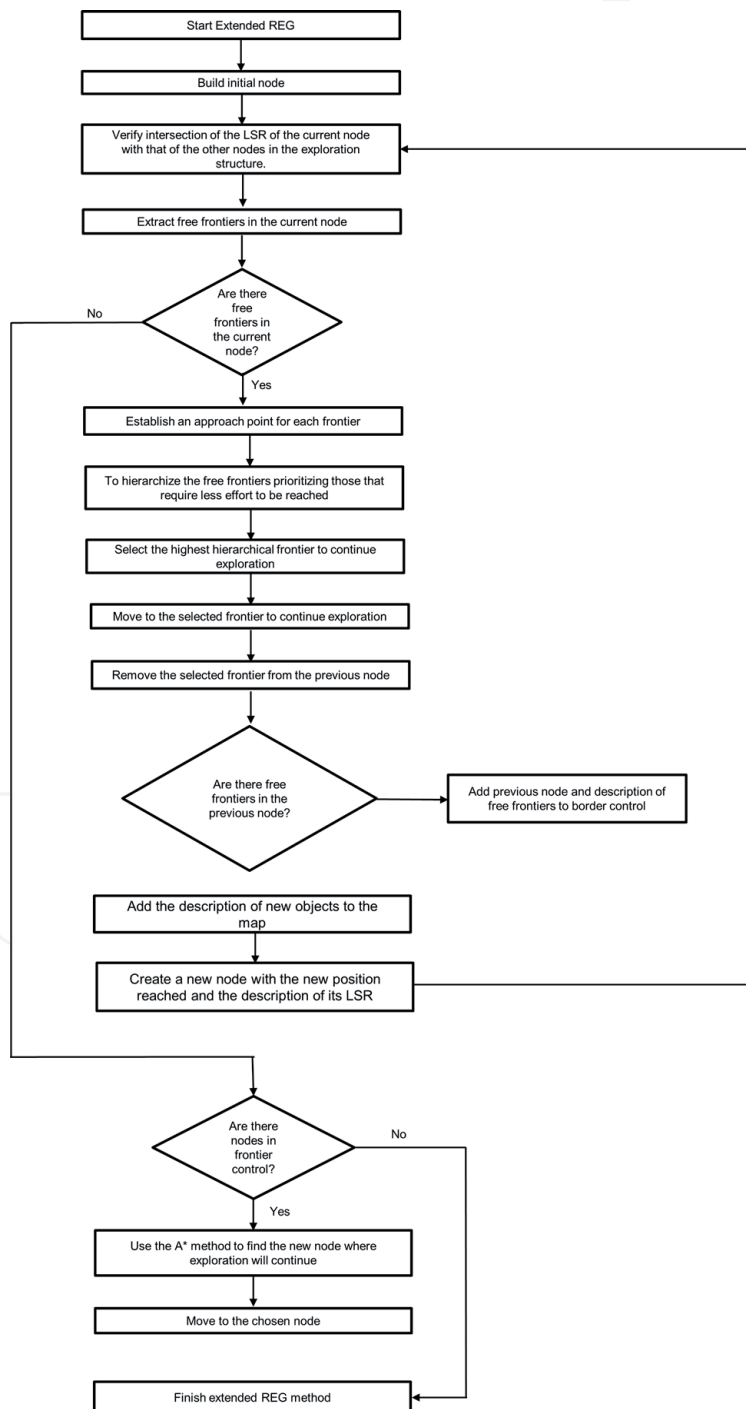 Start Extended REG
Build initial node
Verify intersection of the LSR of the current node
with that of the other nodes in the exploration
structure.
Extract free frontiers in the current node
Are there
free
frontiers in
the current
node?
No
Yes
Establish an approach point for each frontier
To hierarchize the free frontiers prioritizing those that
require less effort to be reached
Select the highest hierarchical frontier to continue
exploration
Move to the selected frontier to continue exploration
Remove the selected frontier from the previous node
Are there free
frontiers in the
previous node?
Add previous node and description of
free frontiers to border control
Add the description of new objects to the
map
Create a new node with the new position
reached and the description of its LSR
Are there
nodes in
frontier
control?
No
Yes
Use the A* method to find the new node where
exploration will continue
Move to the chosen node
Finish extended REG method